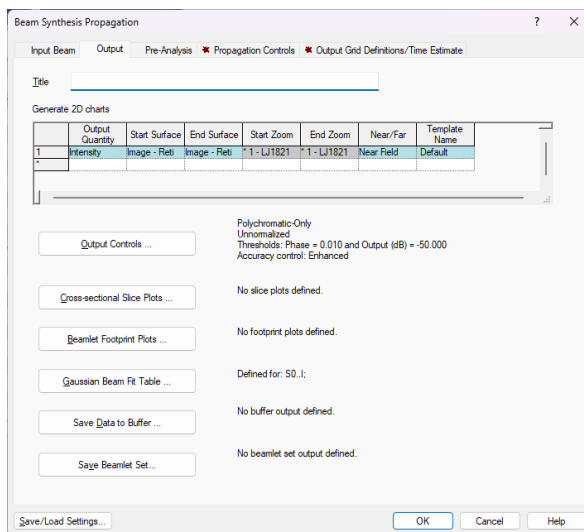 Beam Synthesis Propagation ? ×
Input Beam Output Pre-Analysis Propagation Controls Output Grid Definitions/Time Estimate
Title
Generate 2D charts
Output Quantity Start Surface End Surface Start Zoom End Zoom Near/Far Template Name
1 Intensity Image - Reti Image - Reti * 1 - LJ1821 * 1 - LJ1821 Near Field Default
*
Output Controls ...
Polychromatic-Only
Unnormalized
Thresholds: Phase = 0.010 and Output (dB) = -50.000
Accuracy control: Enhanced
Cross-sectional Slice Plots ... No slice plots defined.
Beamlet Footprint Plots ... No footprint plots defined.
Gaussian Beam Fit Table ... Defined for: S0..I;
Save Data to Buffer ... No buffer output defined.
Save Beamlet Set... No beamlet set output defined.
Save/Load Settings... OK Cancel Help